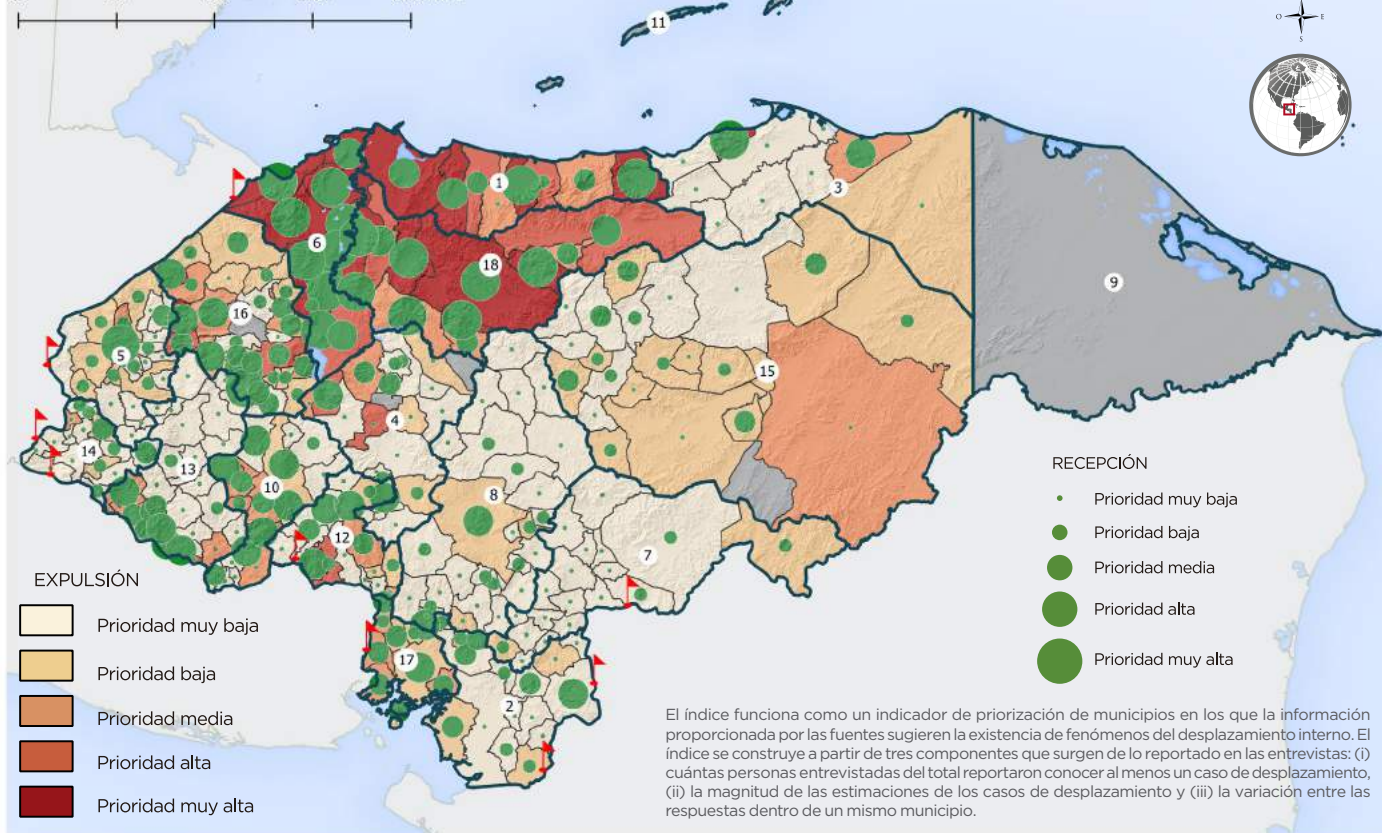 11
O
E
S
1
3
6
18
9
16
5
15
4
14
13
10
8
12
7
17
2
EXPULSIÓN
Prioridad muy baja
Prioridad baja
Prioridad media
Prioridad alta
Prioridad muy alta
RECEPCIÓN
Prioridad muy baja
Prioridad baja
Prioridad media
Prioridad alta
Prioridad muy alta
El índice funciona como un indicador de priorización de municipios en los que la información
proporcionada por las fuentes sugieren la existencia de fenómenos del desplazamiento interno. El
índice se construye a partir de tres componentes que surgen de lo reportado en las entrevistas: (i)
cuántas personas entrevistadas del total reportaron conocer al menos un caso de desplazamiento,
(ii) la magnitud de las estimaciones de los casos de desplazamiento y (iii) la variación entre las
respuestas dentro de un mismo municipio.